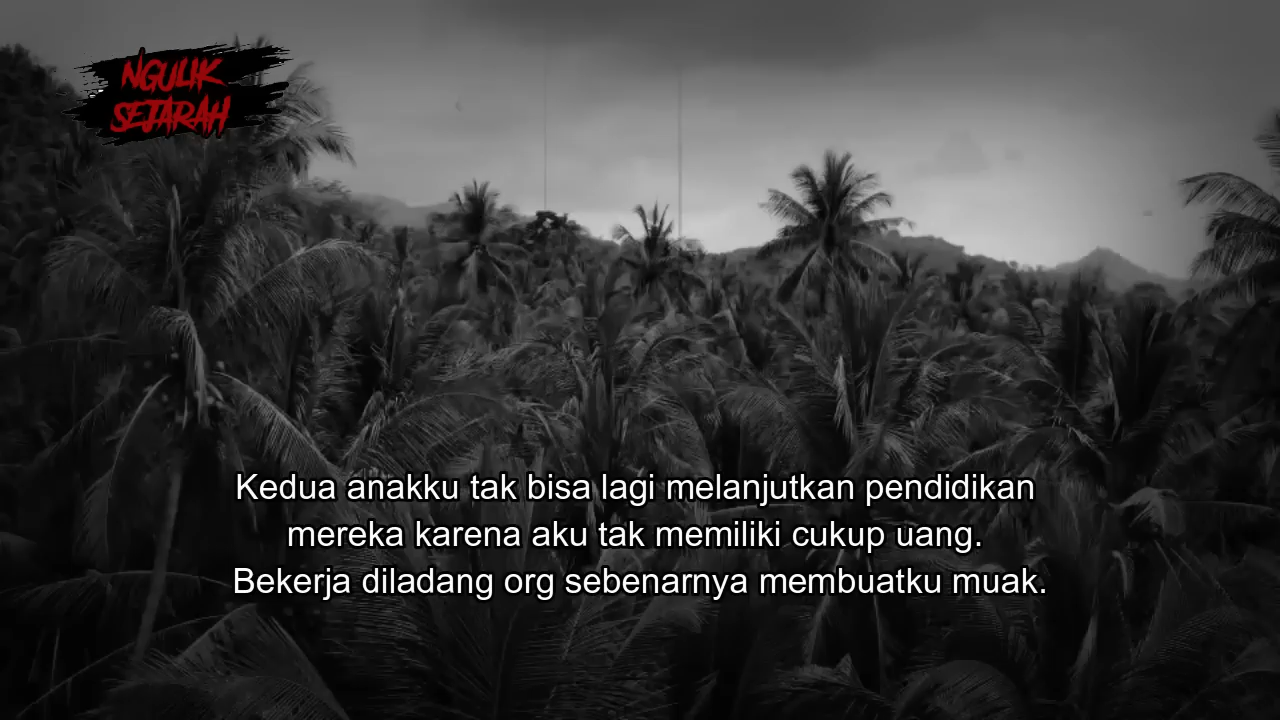 NGULIK
SEJARAH
Kedua anakku tak bisa lagi melanjutkan pendidikan
mereka karena aku tak memiliki cukup uang.
Bekerja diladang org sebenarnya membuatku muak.